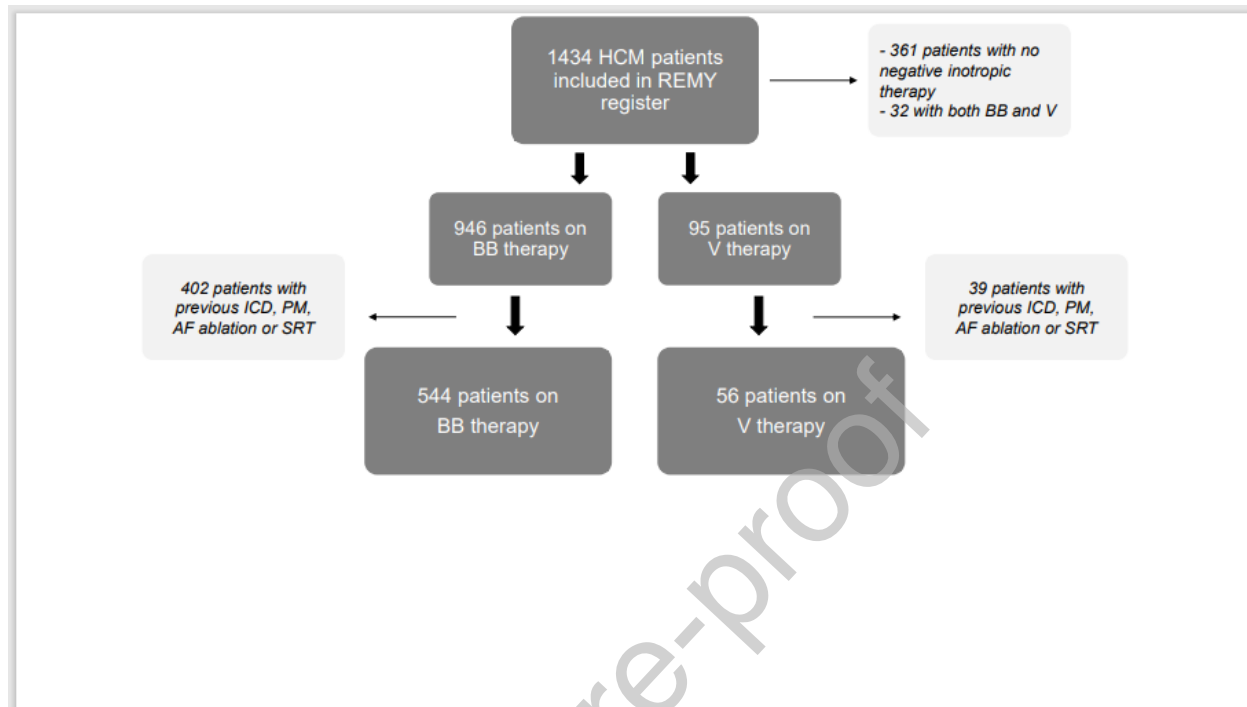 1434 HCM patients
included in REMY
register
- 361 patients with no
negative inotropic
therapy
- 32 with both BB and V
946 patients on
BB therapy
95 patients on
V therapy
402 patients with
previous ICD, PM,
AF ablation or SRT
39 patients with
previous ICD, PM,
AF ablation or SRT
544 patients on
BB therapy
56 patients on
V therapy
re-proof